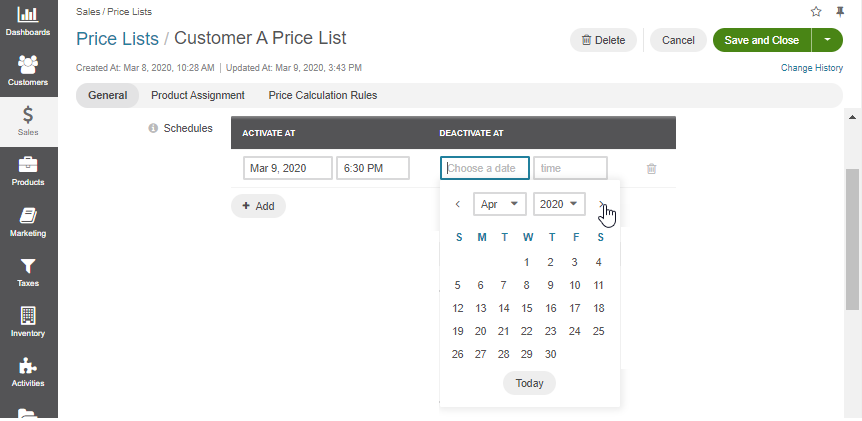 Dashboards
Customers
Sales
Products
Marketing
Taxes
Inventory
Activities
Sales / Price Lists
Price Lists / Customer A Price List
Delete
Cancel
Save and Close
Created At: Mar 8, 2020, 10:28 AM | Updated At: Mar 9, 2020, 3:43 PM
Change History
General Product Assignment Price Calculation Rules
Schedules
ACTIVATE AT DEACTIVATE AT
Mar 9, 2020 6:30 PM Choose a date time
+ Add
Apr 2020
S M T W T F S
1 2 3 4
5 6 7 8 9 10 11
12 13 14 15 16 17 18
19 20 21 22 23 24 25
26 27 28 29 30
Today